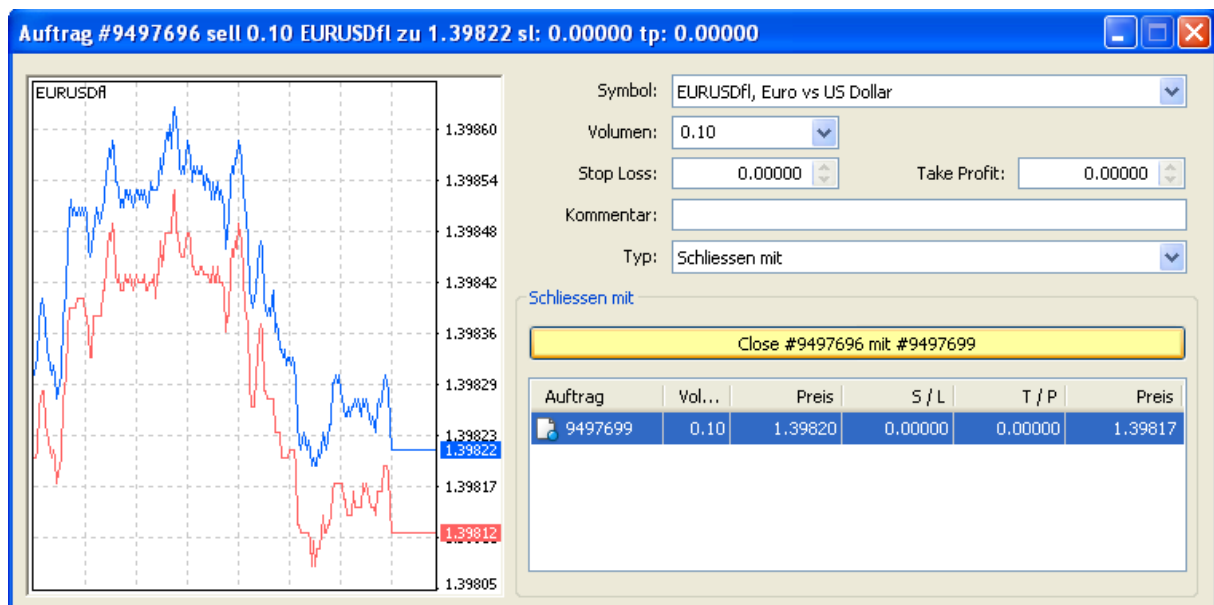 Auftrag #9497696 sell 0.10 EURUSDfl zu 1.39822 sl: 0.00000 tp: 0.00000
EURUSDfl
1.39860
1.39854
1.39848
1.39842
1.39836
1.39829
1.39823
1.39822
1.39817
1.39812
1.39805
Symbol: EURUSDfl, Euro vs US Dollar
Volumen: 0.10
Stop Loss: 0.00000 Take Profit: 0.00000
Kommentar:
Typ: Schliessen mit
Schliessen mit
Close #9497696 mit #9497699
Auftrag Vol... Preis S / L T / P Preis
9497699 0.10 1.39820 0.00000 0.00000 1.39817